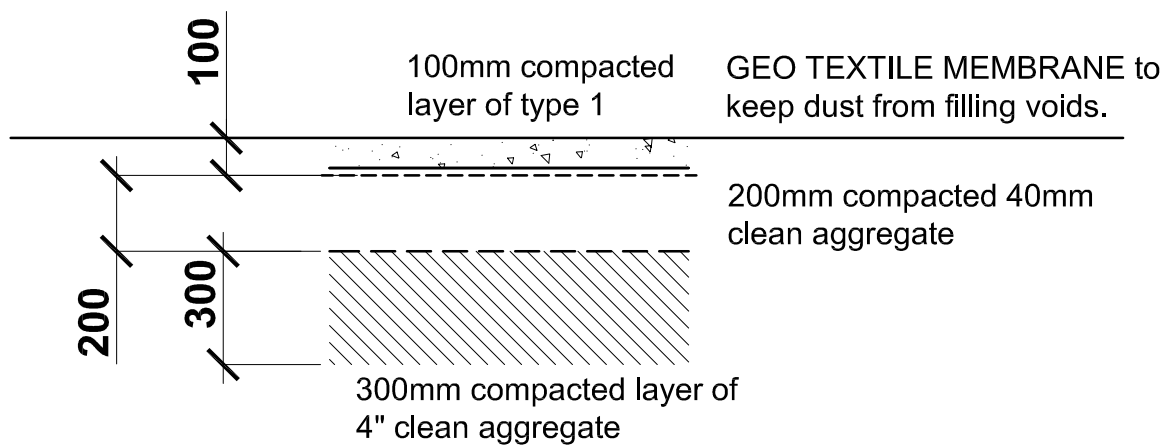 100
100mm compacted
layer of type 1
GEO TEXTILE MEMBRANE to
keep dust from filling voids.
200mm compacted 40mm
clean aggregate
200
300
300mm compacted layer of
4" clean aggregate